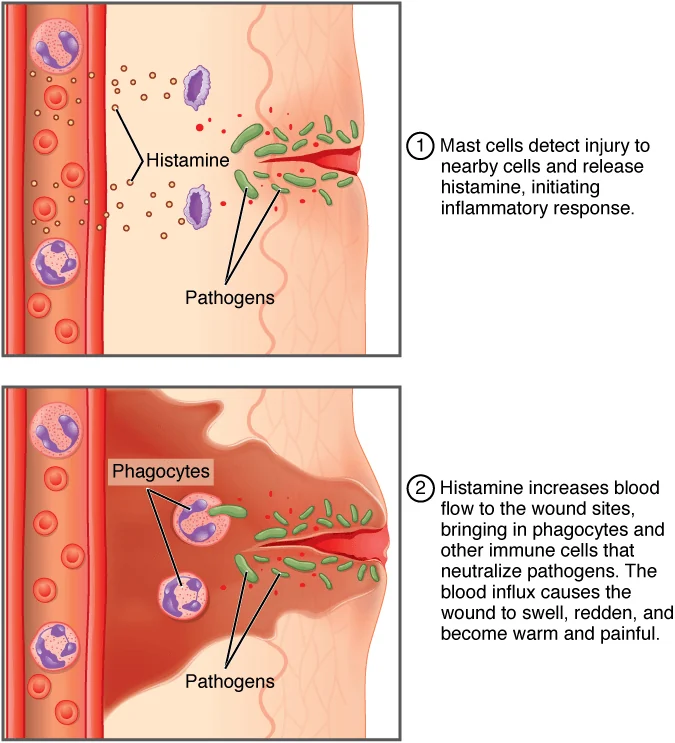 Histamine
Pathogens
1 Mast cells detect injury to
nearby cells and release
histamine, initiating
inflammatory response.
Phagocytes
Pathogens
2 Histamine increases blood
flow to the wound sites,
bringing in phagocytes and
other immune cells that
neutralize pathogens. The
blood influx causes the
wound to swell, redden, and
become warm and painful.